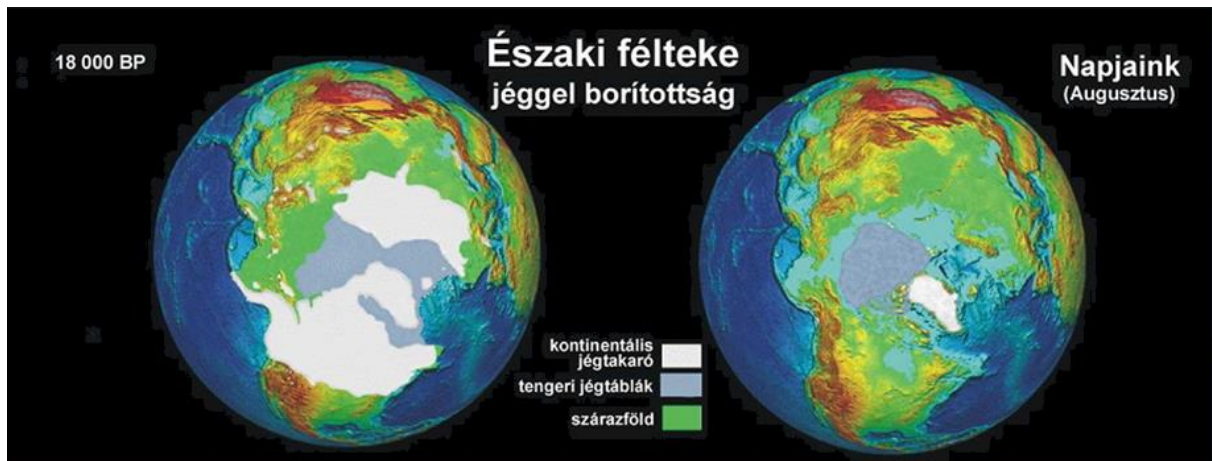 18 000 BP
Északi félteke
jéggel borítottság
Napjaink
(Augusztus)
kontinentális
jégtakaró
tengeri jégtáblák
szárazföld